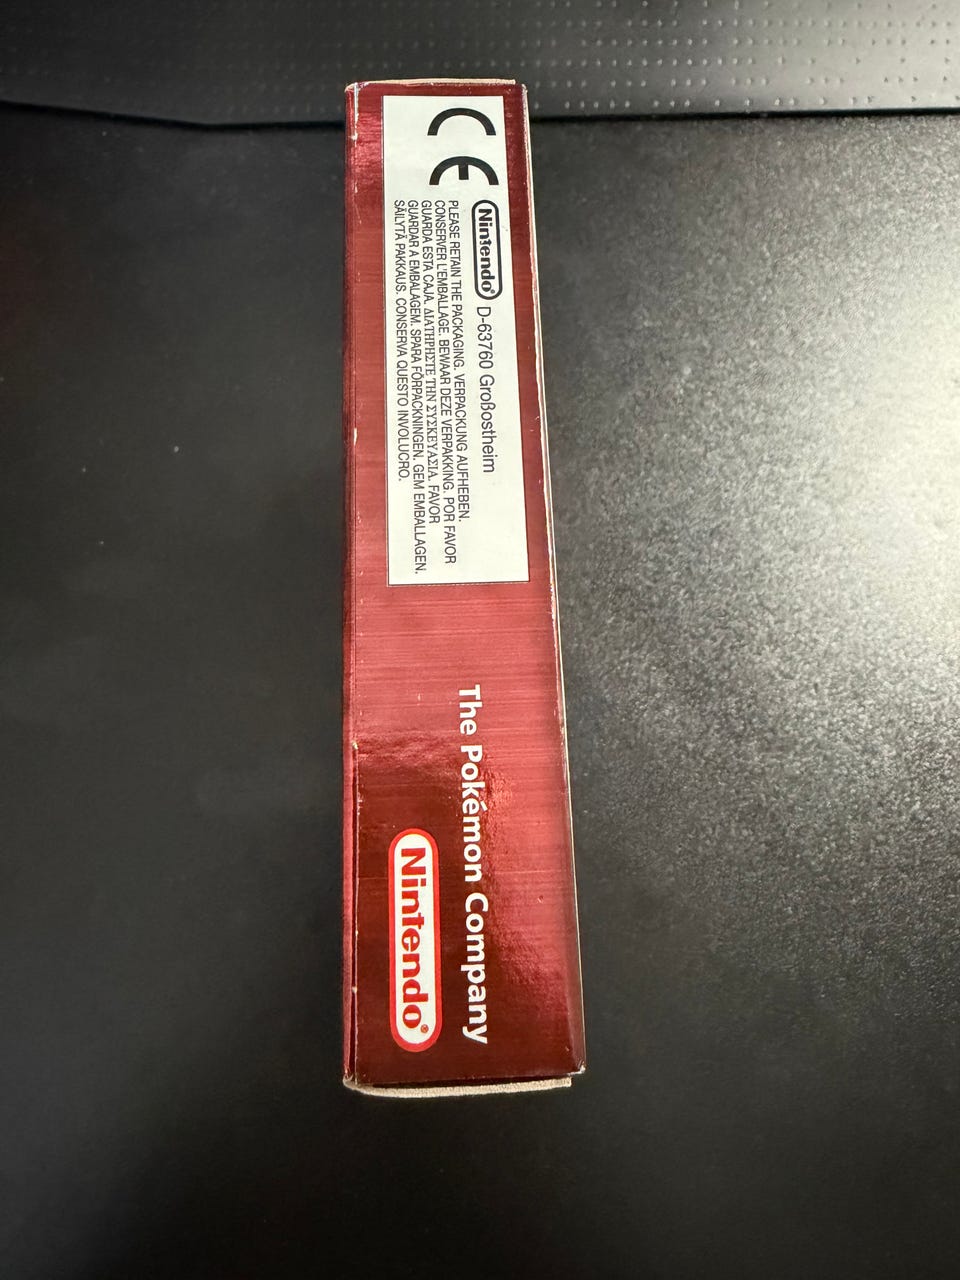 CE
Nintendo® D-63760 Großostheim
PLEASE RETAIN THE PACKAGING. VERPACKUNG AUFHEBEN.
CONSERVER L'EMBALLAGE. BEWAAR DEZE VERPAKKING. POR FAVOR
GUARDA ESTA CAJA. ΔΙΑΤΗΡΗΣΤΕ ΤΗΝ ΣΥΣΚΕΥΑΣΙΑ. FAVOR
GUARDAR A EMBALAGEM. SPARA FÖRPACKNINGEN. GEM EMBALLAGEN.
SÄILYTÄ PAKKAUS. CONSERVA QUESTO INVOLUCRO.
The Pokémon Company
Nintendo®